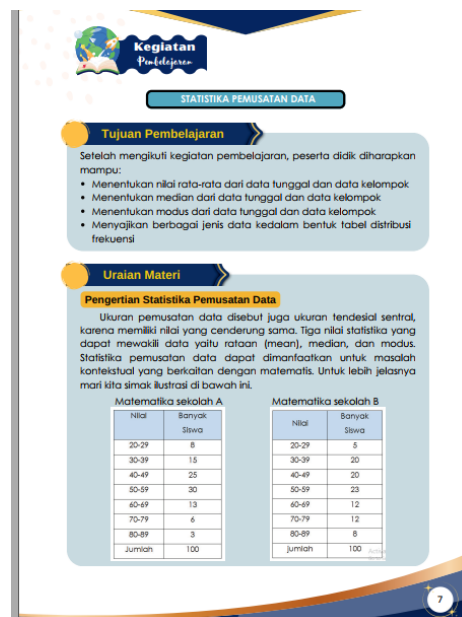 Kegiatan
Pembelajaran
STATISTIKA PEMUSATAN DATA
Tujuan Pembelajaran
Setelah mengikuti kegiatan pembelajaran, peserta didik diharapkan
mampu:
• Menentukan nilai rata-rata dari data tunggal dan data kelompok
• Menentukan median dari data tunggal dan data kelompok
• Menentukan modus dari data tunggal dan data kelompok
• Menyajikan berbagai jenis data kedalam bentuk tabel distribusi
frekuensi
Uraian Materi
Pengertian Statistika Pemusatan Data
Ukuran pemusatan data disebut juga ukuran tendesial sentral,
karena memiliki nilai yang cenderung sama. Tiga nilai statistika yang
dapat mewakili data yaitu rataan (mean), median, dan modus.
Statistika pemusatan data dapat dimanfaatkan untuk masalah
kontekstual yang berkaitan dengan matematis. Untuk lebih jelasnya
mari kita simak ilustrasi di bawah ini.
Matematika sekolah A
Nilai Banyak
Siswa
20-29 8
30-39 15
40-49 25
50-59 30
60-69 13
70-79 6
80-89 3
Jumlah 100
Matematika sekolah B
Nilai Banyak
Siswa
20-29 5
30-39 20
40-49 20
50-59 23
60-69 12
70-79 12
80-89 8
jumlah 100
7